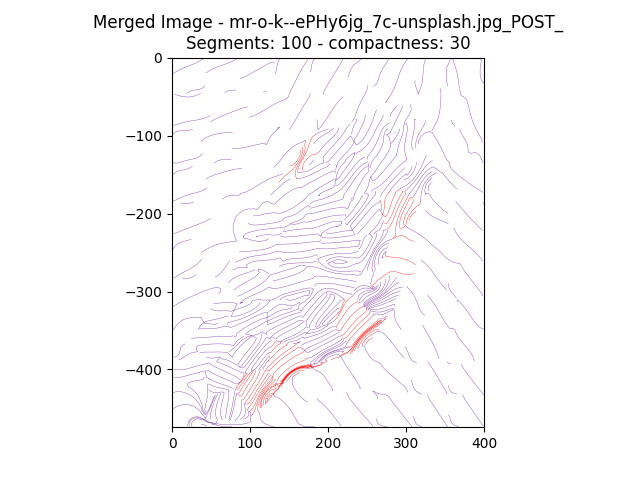 Merged Image - mr-o-k--ePHy6jg_7c-unsplash.jpg_POST_
Segments: 100 - compactness: 30
0
−100
−200
−300
−400
0 100 200 300 400